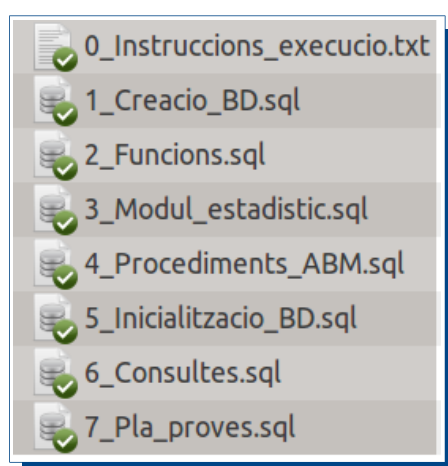 0_Instruccions_execucio.txt
1_Creacio_BD.sql
2_Funcions.sql
3_Modul_estadistic.sql
4_Procediments_ABM.sql
5_Inicialitzacio_BD.sql
6_Consultes.sql
7_Pla_proves.sql